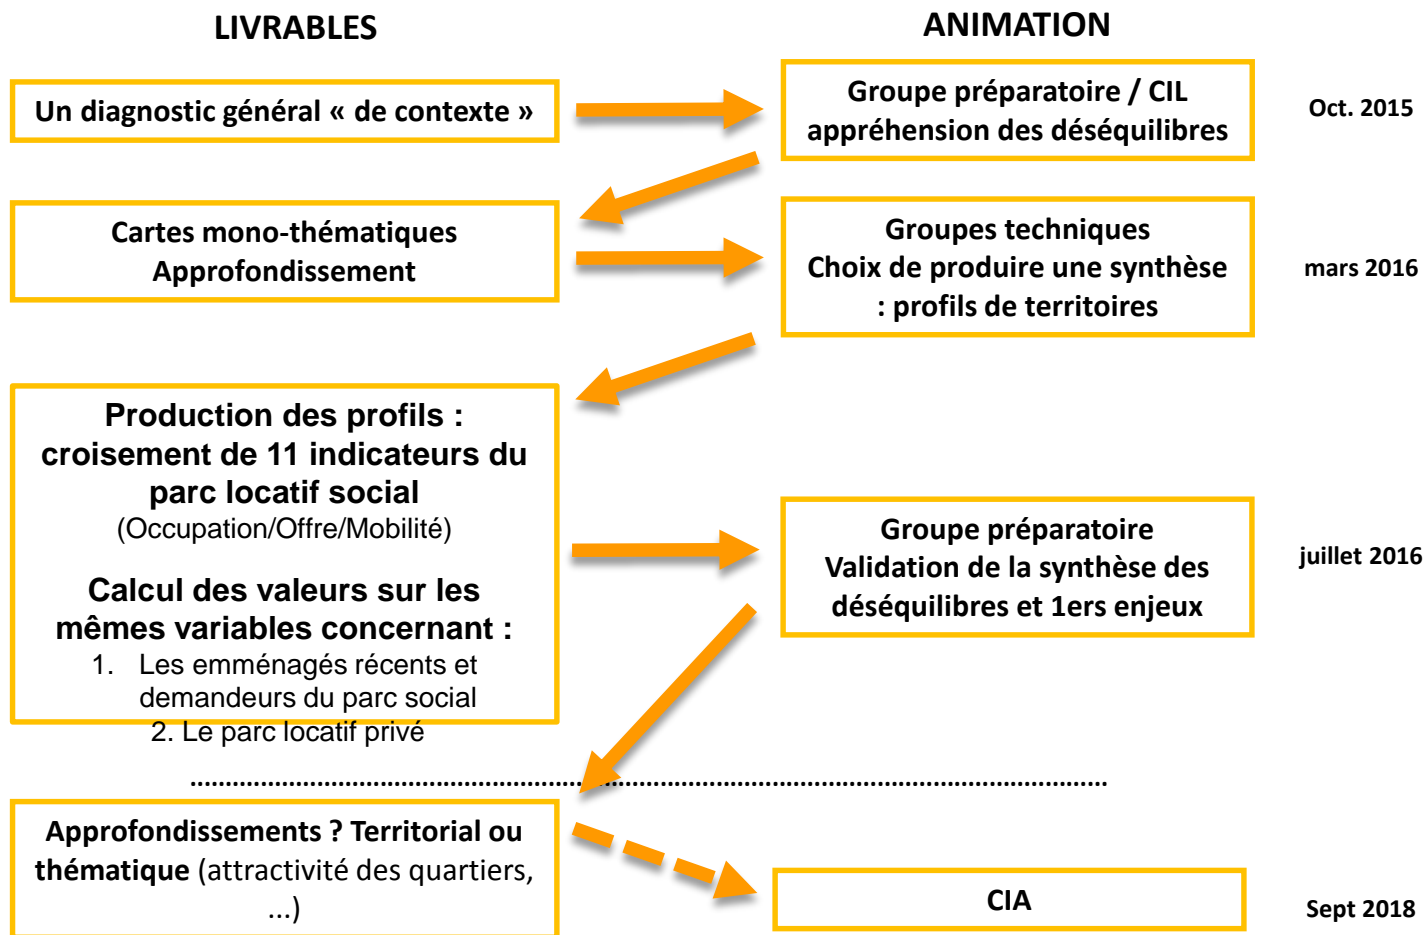 LIVRABLES
ANIMATION
Un diagnostic général « de contexte »
Groupe préparatoire / CIL
appréhension des déséquilibres
Oct. 2015
Cartes mono-thématiques
Approfondissement
Groupes techniques
Choix de produire une synthèse
: profils de territoires
mars 2016
Production des profils :
croisement de 11 indicateurs du
parc locatif social
(Occupation/Offre/Mobilité)
Calcul des valeurs sur les
mêmes variables concernant :
1. Les emménagés récents et
demandeurs du parc social
2. Le parc locatif privé
Groupe préparatoire
Validation de la synthèse des
déséquilibres et 1ers enjeux
juillet 2016
Approfondissements ? Territorial ou
thématique (attractivité des quartiers,
...)
CIA
Sept 2018